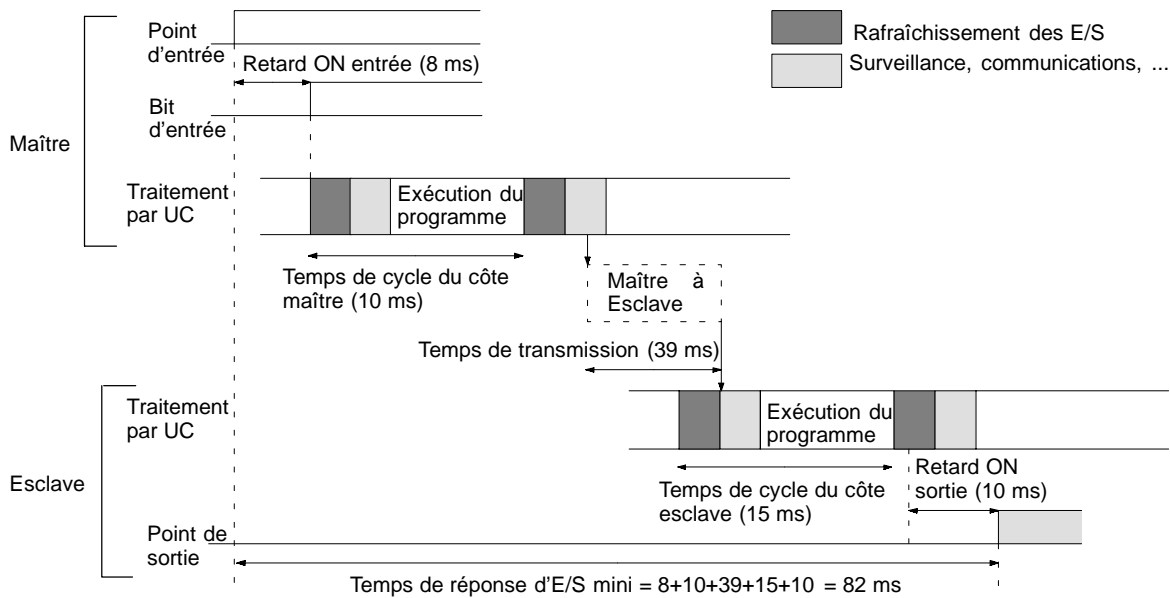 Point
d'entrée
Rafraîchissement des E/S
Surveillance, communications, ...
Retard ON entrée (8 ms)
Bit
d'entrée
Maître
Traitement
par UC
Exécution du
programme
Temps de cycle du côte
maître (10 ms)
Maître à
Esclave
Temps de transmission (39 ms)
Traitement
par UC
Exécution du
programme
Esclave
Temps de cycle du côte
esclave (15 ms)
Retard ON
sortie (10 ms)
Point de
sortie
Temps de réponse d'E/S mini = 8+10+39+15+10 = 82 ms